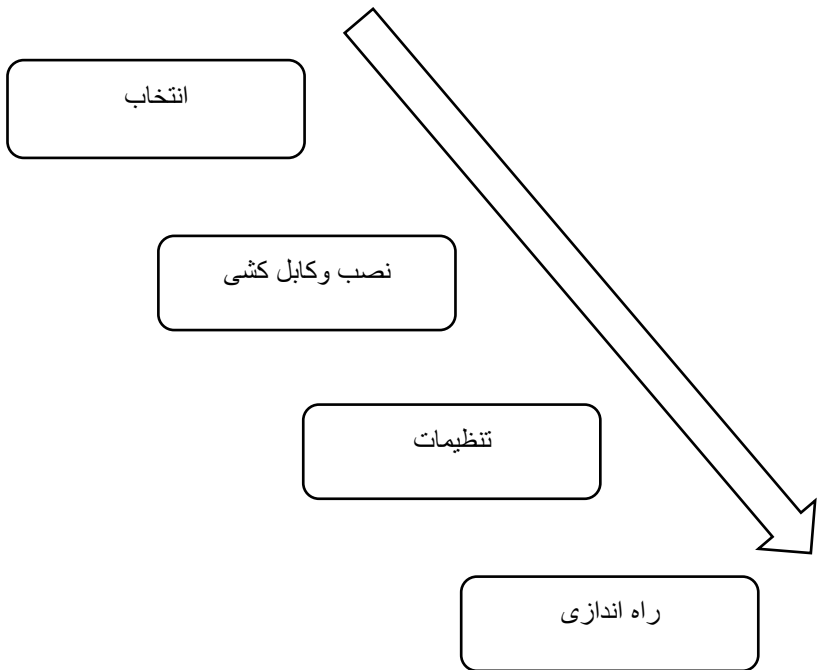 انتخاب
نصب وکابل کشی
تنظیمات
راه اندازی